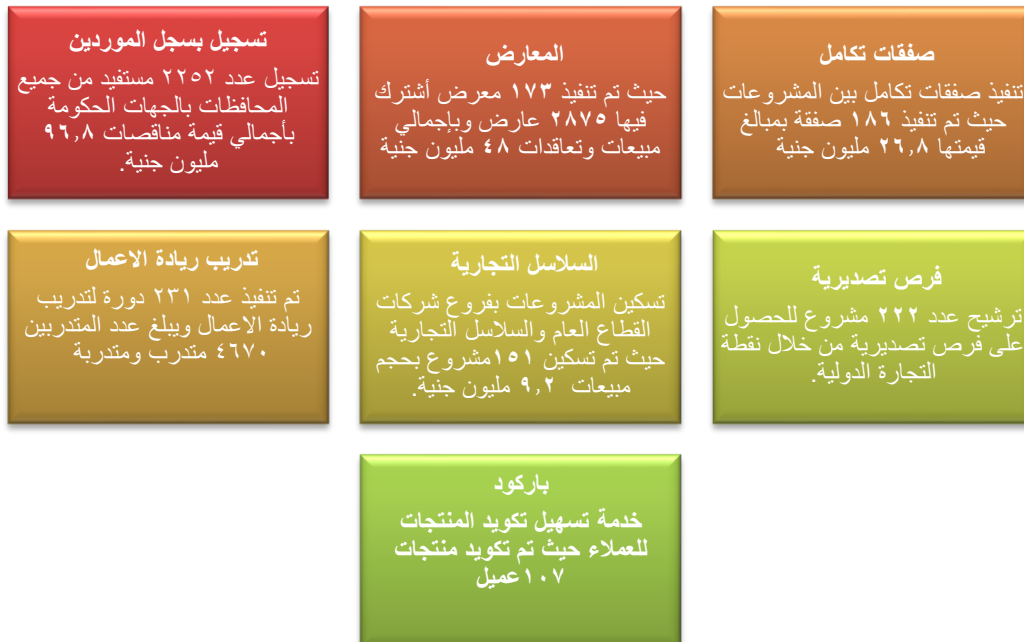 صفقات تكامل
تنفيذ صفقات تكامل بين المشروعات
حيث تم تنفيذ ١٨٦ صفقة بمبالغ
قيمتها ٢٦,٨ مليون جنية
المعارض
حيث تم تنفيذ ١٧٣ معرض أشترك
فيها ٢٨٧٥ عارض وبإجمالي
مبيعات وتعاقدات ٤٨ مليون جنية
تسجيل بسجل الموردين
تسجيل عدد ٢٢٥٢ مستفيد من جميع
المحافظات بالجهات الحكومة
بأجمالي قيمة مناقصات ٩٦,٨
مليون جنية.
فرص تصديرية
ترشيح عدد ٢٢٢ مشروع للحصول
على فرص تصديرية من خلال نقطة
التجارة الدولية.
السلاسل التجارية
تسكين المشروعات بفروع شركات
القطاع العام والسلاسل التجارية
حيث تم تسكين ١٥١مشروع بحجم
مبيعات ٩,٢ مليون جنية.
تدريب ريادة الاعمال
تم تنفيذ عدد ٢٣١ دورة لتدريب
ريادة الاعمال ويبلغ عدد المتدربين
٤٦٧٠ متدرب ومتدربة
باركود
خدمة تسهيل تكويد المنتجات
للعملاء حيث تم تكويد منتجات
١٠٧عميل